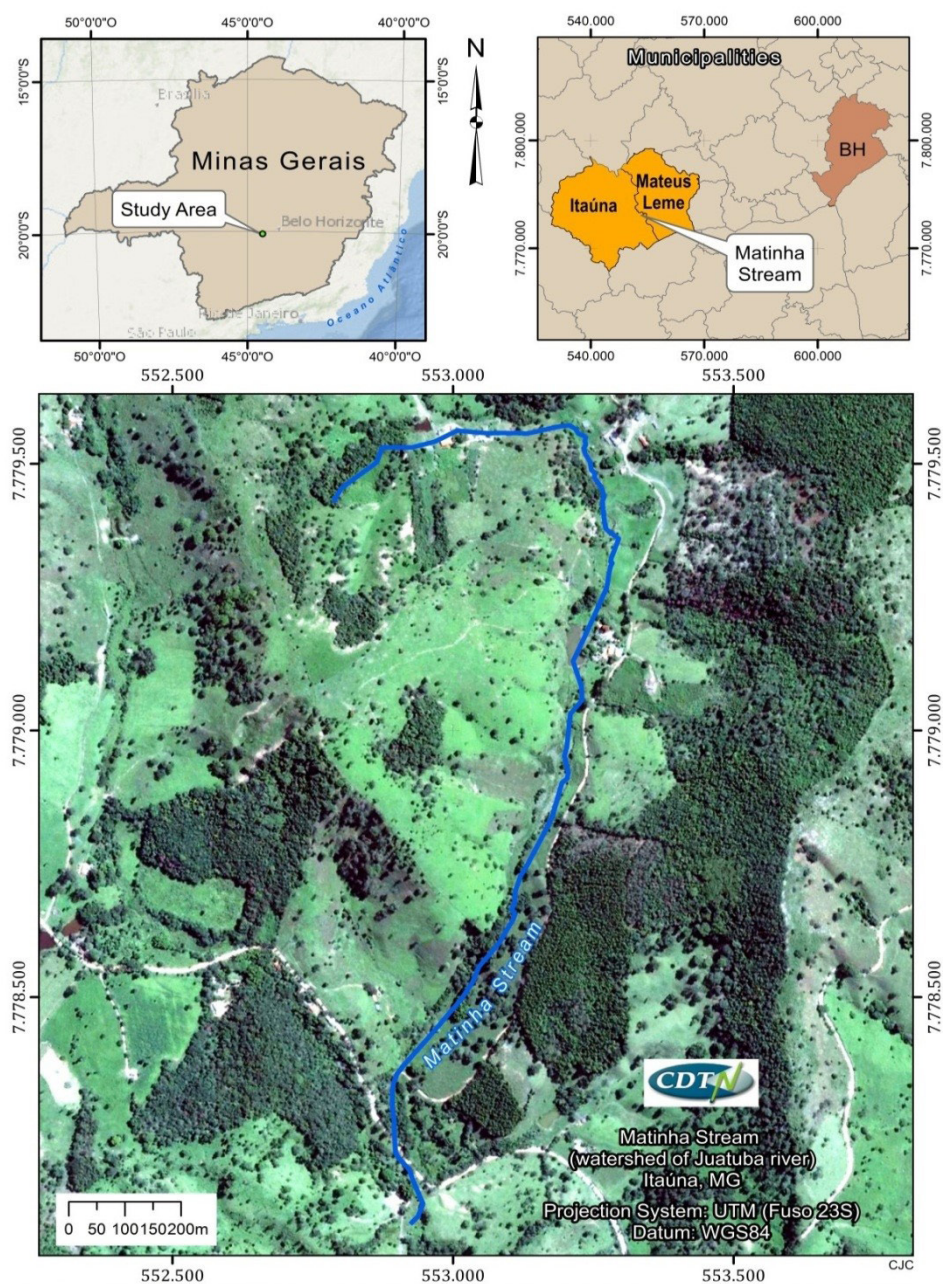 50°0'0"O 45°0'0"O 40°0'0"O
15°0'0"S
20°0'0"S
Brasília
Minas Gerais
Study Area
Belo Horizonte
Rio de Janeiro
São Paulo
Oceano Atlântico
15°0'0"S
20°0'0"S
50°0'0"O 45°0'0"O 40°0'0"O
N
540.000 570.000 600.000
Municipalities
7.800.000
7.770.000
BH
Mateus
Leme
Itaúna
Matinha
Stream
7.800.000
7.770.000
540.000 570.000 600.000
552.500 553.000 553.500
7.779.500
7.779.000
7.778.500
Matinha Stream
7.779.500
7.779.000
7.778.500
CDTN
Matinha Stream
(watershed of Juatuba river)
Itaúna, MG
Projection System: UTM (Fuso 23S)
Datum: WGS84
0 50 100 150 200m
552.500 553.000 553.500
CJC